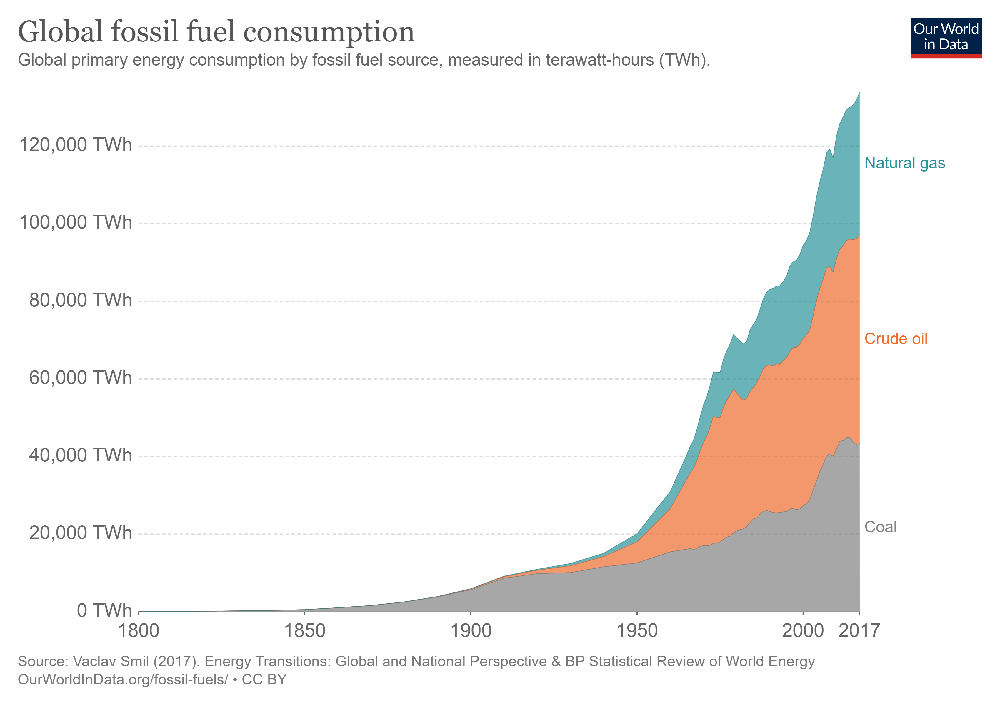 Global fossil fuel consumption
Global primary energy consumption by fossil fuel source, measured in terawatt-hours (TWh).
Our World
in Data
120,000 TWh
100,000 TWh
80,000 TWh
60,000 TWh
40,000 TWh
20,000 TWh
0 TWh
Natural gas
Crude oil
Coal
1800 1850 1900 1950 2000 2017
Source: Vaclav Smil (2017). Energy Transitions: Global and National Perspective & BP Statistical Review of World Energy
OurWorldInData.org/fossil-fuels/ • CC BY